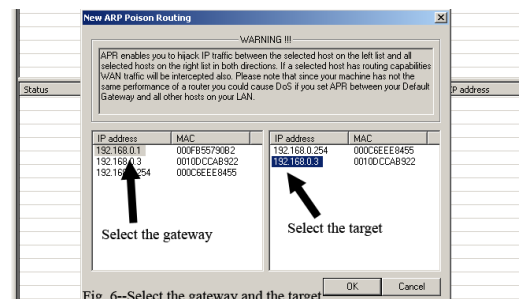 New ARP Poison Routing
WARNING !!!
APR enables you to hijack IP traffic between the selected host on the left list and all
selected hosts on the right list in both directions. If a selected host has routing capabilities
WAN traffic will be intercepted also. Please note that since your machine has not the
same performance of a router you could cause DoS if you set APR between your Default
Gateway and all other hosts on your LAN.
Status
IP address
IP address MAC
192.168.0.1 000FB55790B2
192.168.0.3 0010DCCAB922
192.168.0.254 000C6EEE8455
IP address MAC
192.168.0.254 000C6EEE8455
192.168.0.3 0010DCCAB922
Select the gateway
Select the target
OK Cancel
Fig. 6--Select the gateway and the target